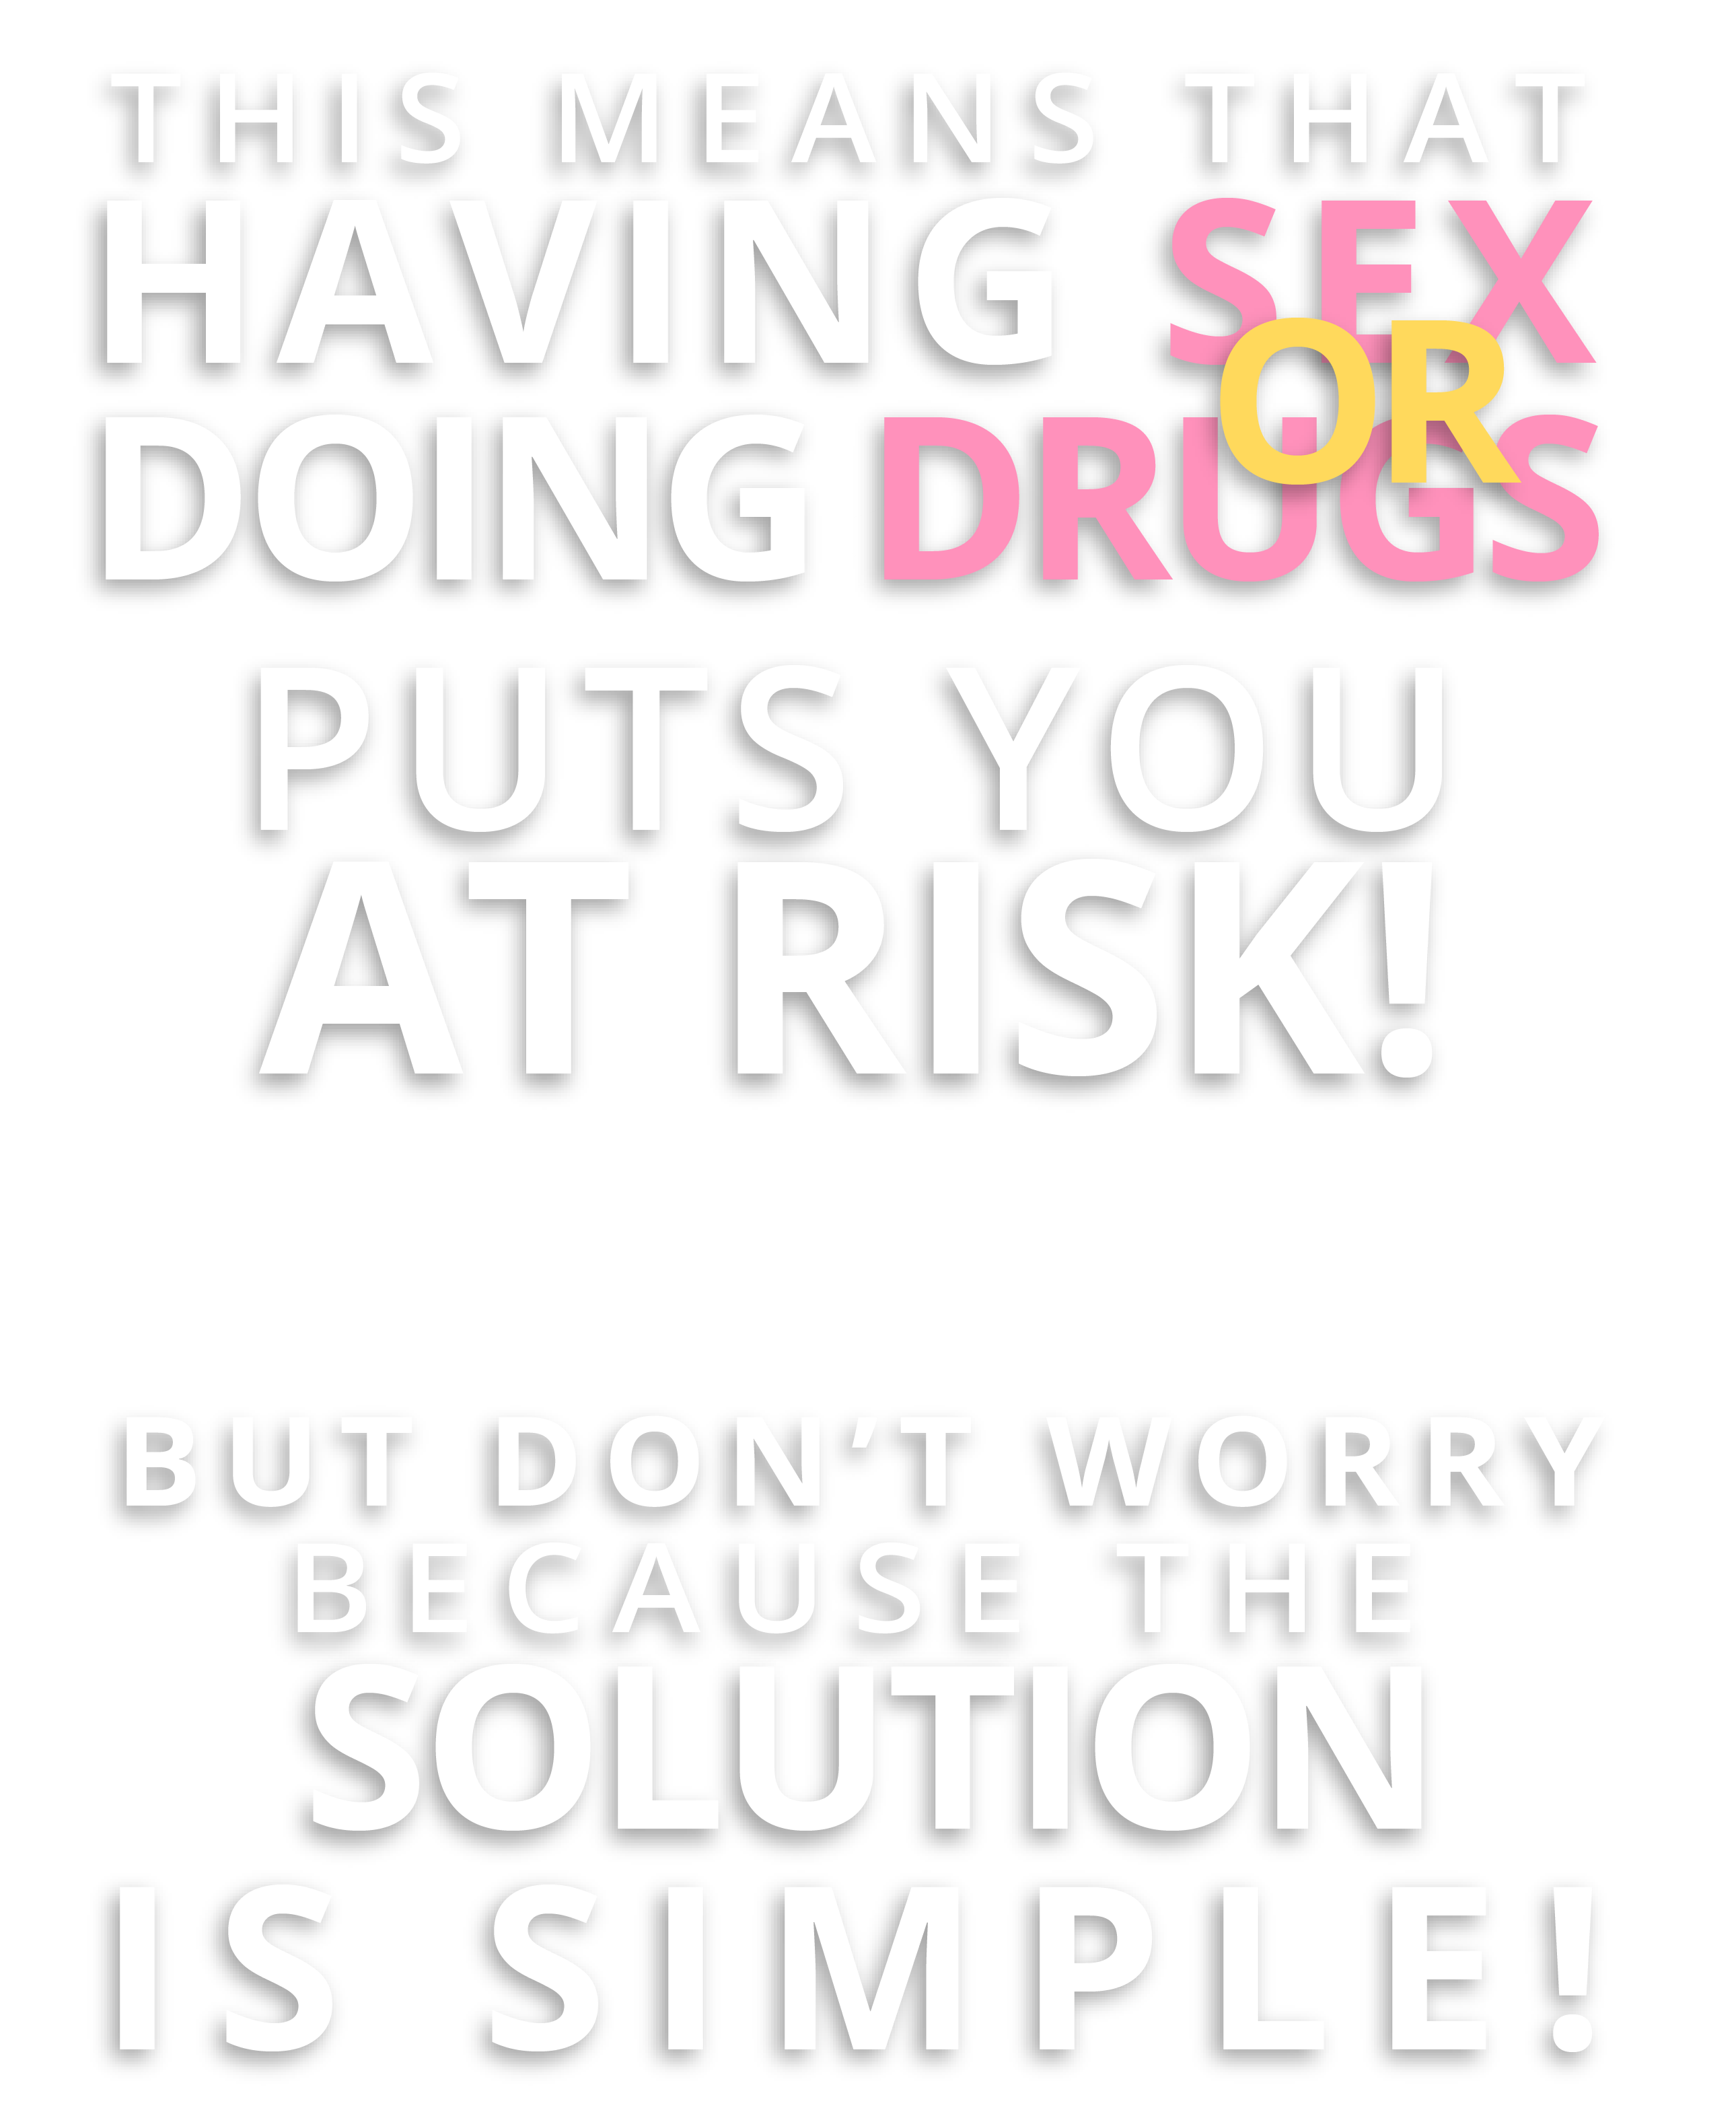 THIS MEANS THAT
HAVING SEX
OR
DOING DRUGS
PUTS YOU
AT RISK!
BUT DON’T WORRY
BECAUSE THE
SOLUTION
IS SIMPLE!